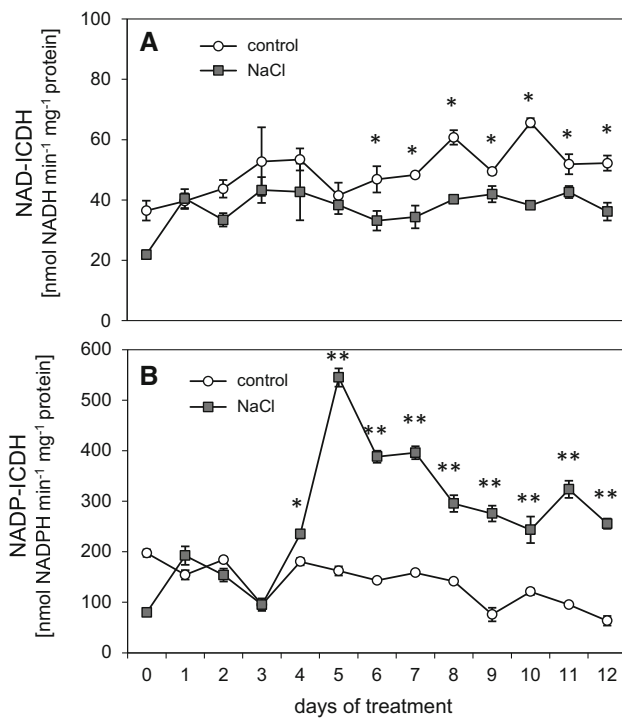 A
control
NaCl
NAD-ICDH
[nmol NADH min⁻¹ mg⁻¹ protein]
100
80
60
40
20
0
* * * * * * *
B
control
NaCl
NADP-ICDH
[nmol NADPH min⁻¹ mg⁻¹ protein]
600
500
400
300
200
100
0
* ** ** ** ** ** ** ** **
0 1 2 3 4 5 6 7 8 9 10 11 12
days of treatment